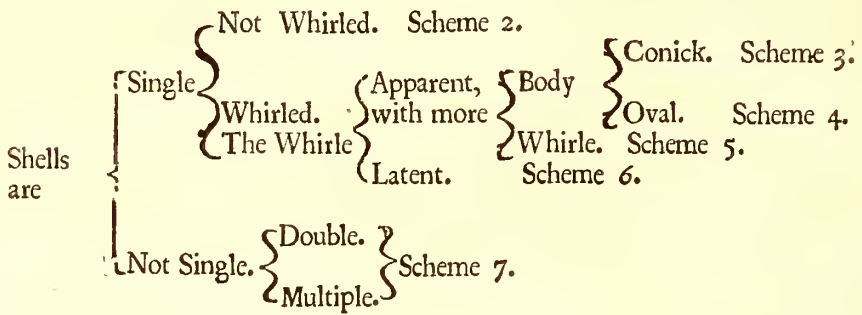 Not Whirled. Scheme 2.
Conick. Scheme 3.
Single
Apparent,
Body
Whirled.
with more
Oval. Scheme 4.
The Whirle
Whirle. Scheme 5.
Shells
are
Latent.
Scheme 6.
Double.
Not Single.
Scheme 7.
Multiple.